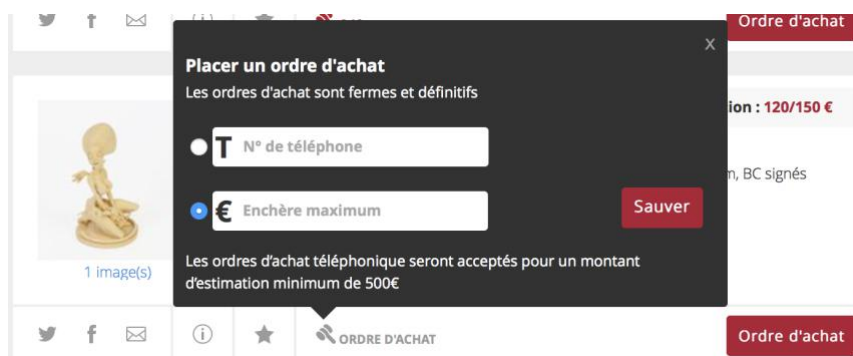 Ordre d'achat
x
Placer un ordre d'achat
Les ordres d'achat sont fermes et définitifs
ion : 120/150 €
T N° de téléphone
m, BC signés
€ Enchère maximum
Sauver
Les ordres d’achat téléphonique seront acceptés pour un montant
d’estimation minimum de 500€
1 image(s)
ORDRE D'ACHAT
Ordre d'achat